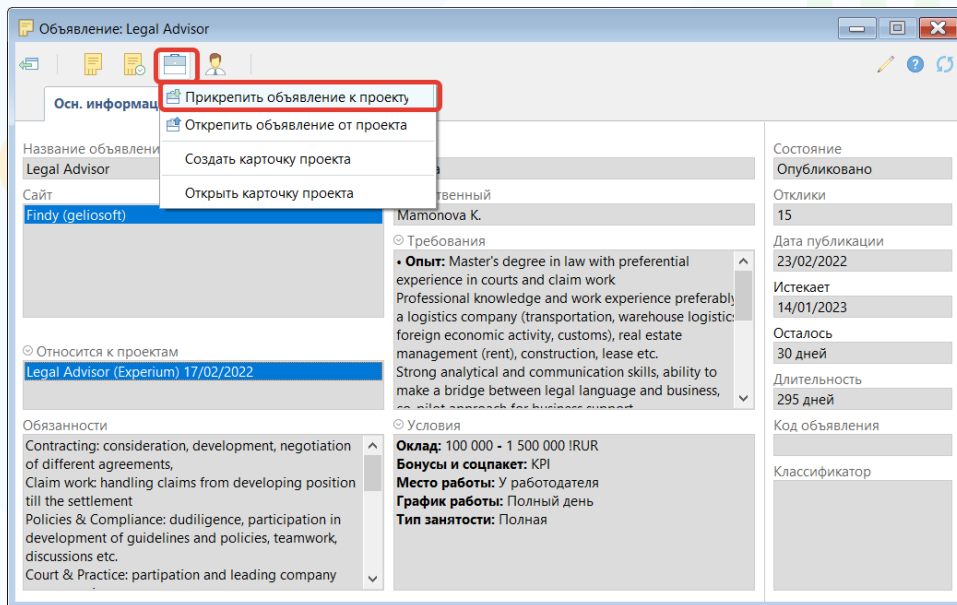 Объявление: Legal Advisor
Осн. информац
Прикрепить объявление к проекту
Открепить объявление от проекта
Создать карточку проекта
Открыть карточку проекта
Название объявлени
Legal Advisor
Сайт
Findy (geliosoft)
Mamonova K.
Относится к проектам
Legal Advisor (Experium) 17/02/2022
Обязанности
Contracting: consideration, development, negotiation
of different agreements,
Claim work: handling claims from developing position
till the settlement
Policies & Compliance: dudiligence, participation in
development of guidelines and policies, teamwork,
discussions etc.
Court & Practice: partipation and leading company
Требования
• Опыт: Master's degree in law with preferential
experience in courts and claim work
Professional knowledge and work experience preferably
a logistics company (transportation, warehouse logistics
foreign economic activity, customs), real estate
management (rent), construction, lease etc.
Strong analytical and communication skills, ability to
make a bridge between legal language and business,
co-pilot approach for business support
Условия
Оклад: 100 000 - 1 500 000 !RUR
Бонусы и соцпакет: KPI
Место работы: У работодателя
График работы: Полный день
Тип занятости: Полная
Состояние
Опубликовано
Отклики
15
Дата публикации
23/02/2022
Истекает
14/01/2023
Осталось
30 дней
Длительность
295 дней
Код объявления
Классификатор